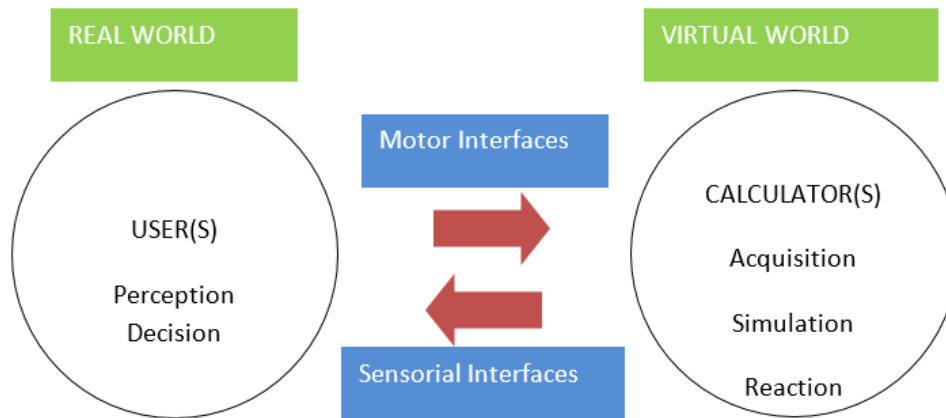 REAL WORLD
VIRTUAL WORLD
Motor Interfaces
USER(S)
Perception
Decision
CALCULATOR(S)
Acquisition
Simulation
Reaction
Sensorial Interfaces